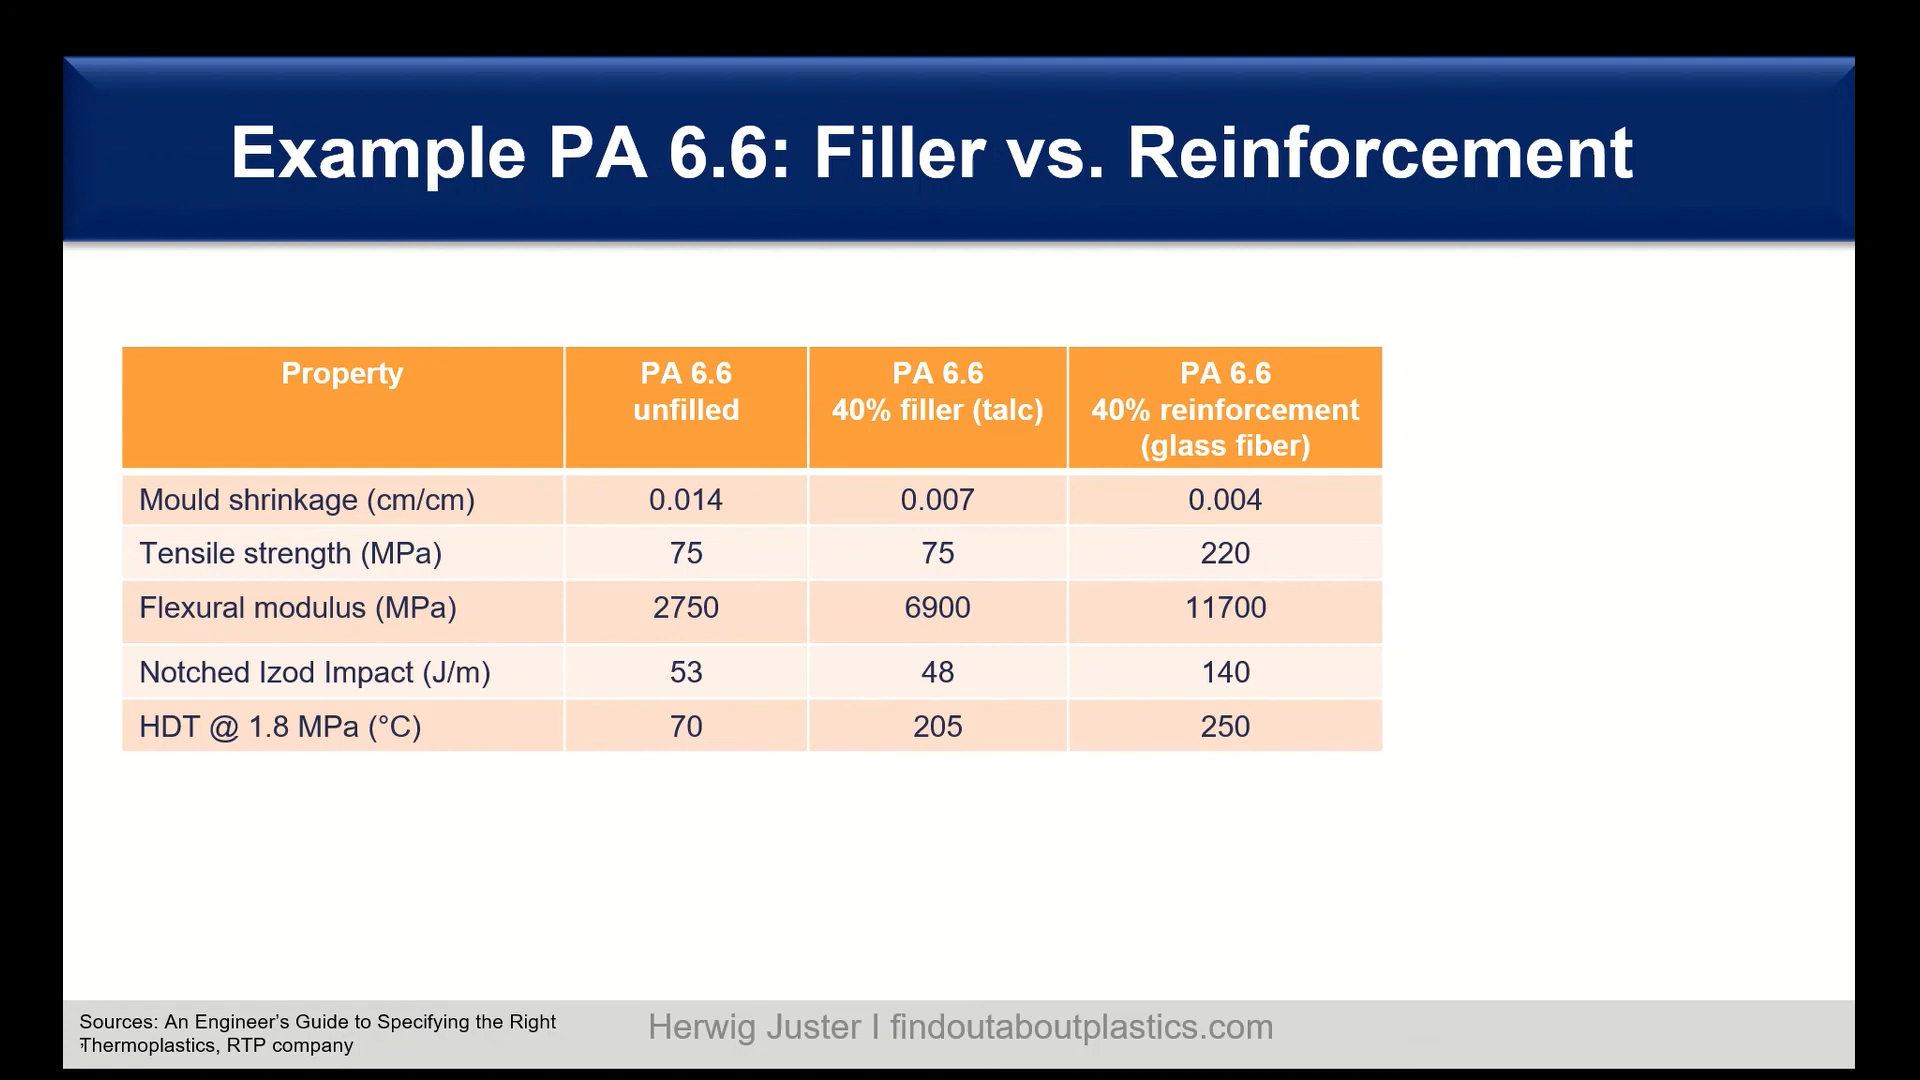 Example PA 6.6: Filler vs. Reinforcement
Property
PA 6.6
unfilled
PA 6.6
40% filler (talc)
PA 6.6
40% reinforcement
(glass fiber)
Mould shrinkage (cm/cm) 0.014 0.007 0.004
Tensile strength (MPa) 75 75 220
Flexural modulus (MPa) 2750 6900 11700
Notched Izod Impact (J/m) 53 48 140
HDT @ 1.8 MPa (°C) 70 205 250
Sources: An Engineer’s Guide to Specifying the Right
Thermoplastics, RTP company
Herwig Juster I findoutaboutplastics.com